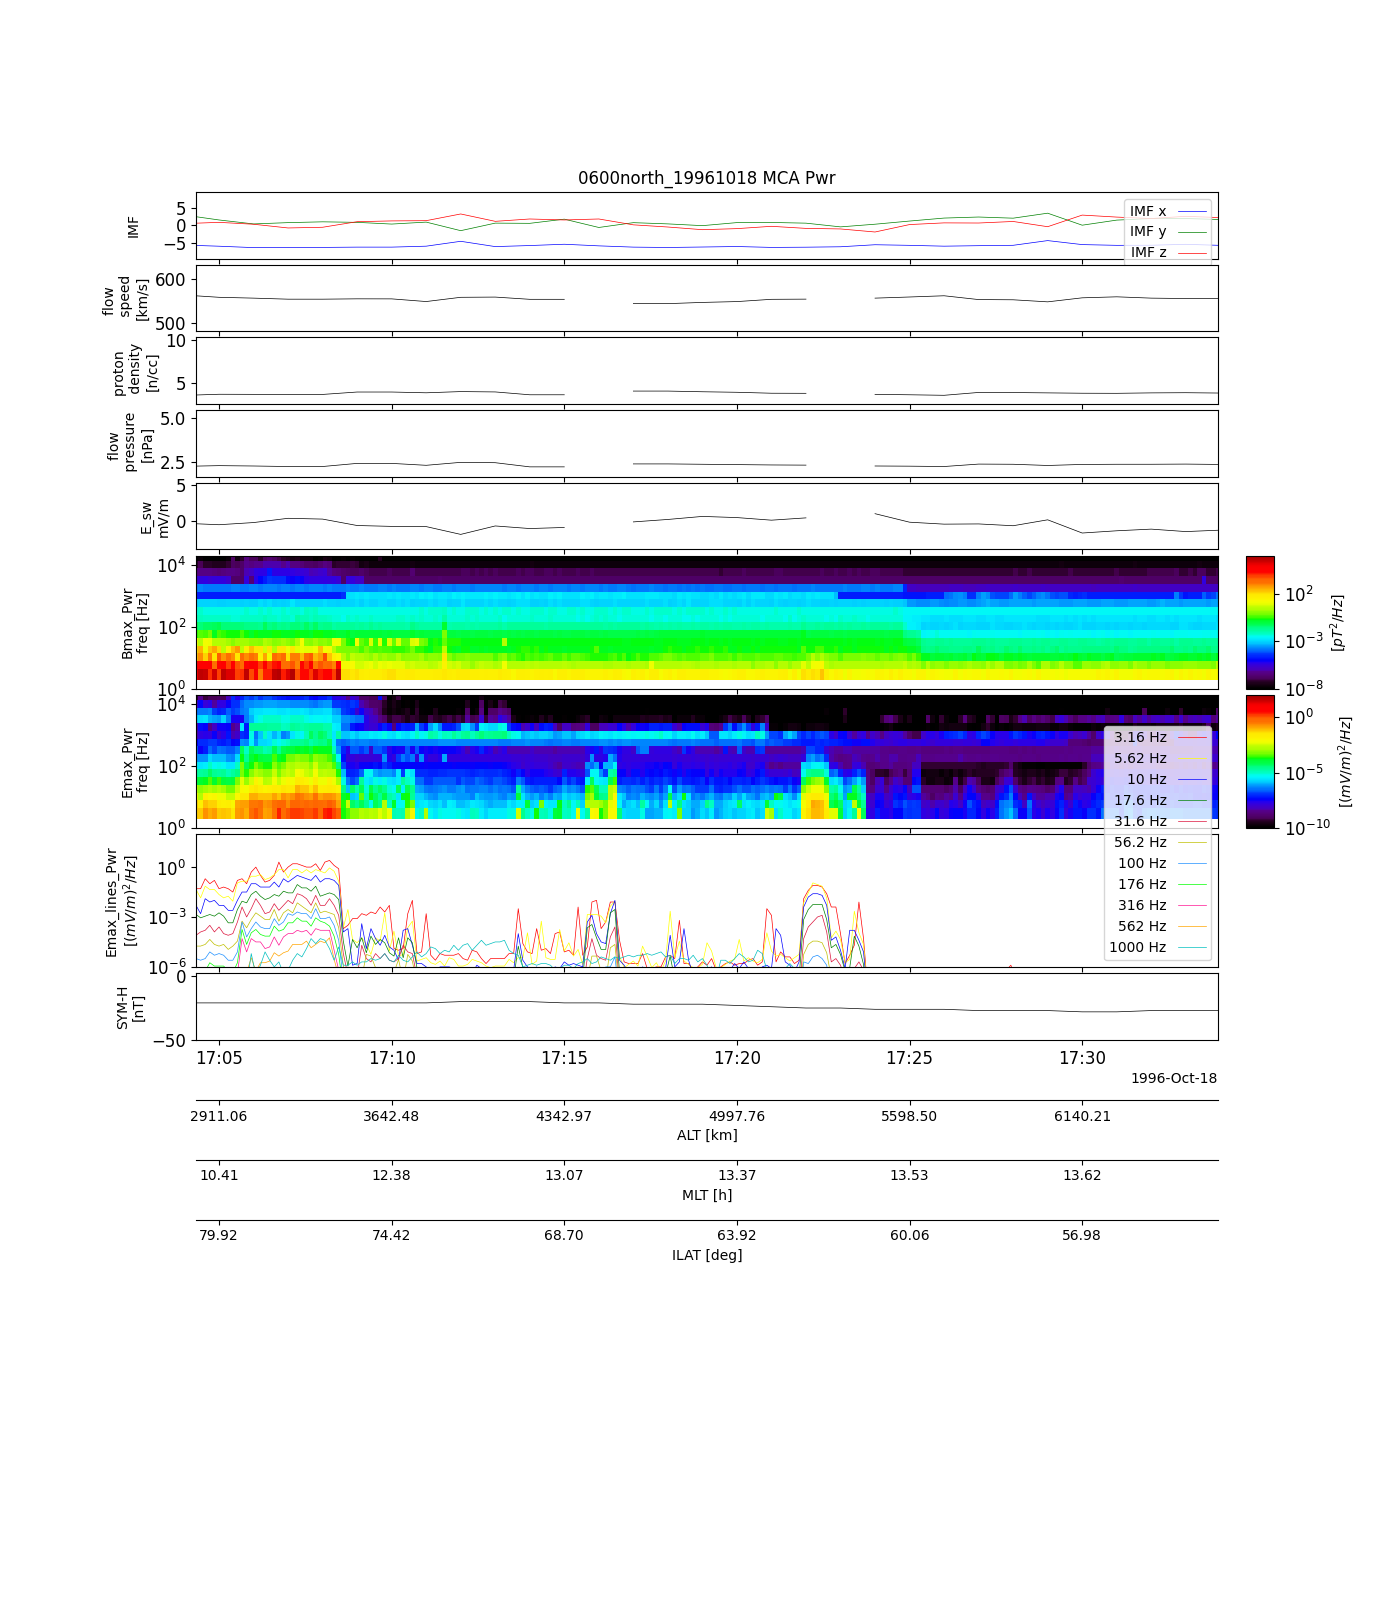 0600north_19961018 MCA Pwr
IMF
5
0
−5
IMF x
IMF y
IMF z
flow
speed
[km/s]
600
500
proton
density
[n/cc]
10
5
flow
pressure
[nPa]
5.0
2.5
E_sw
mV/m
5
0
Bmax_Pwr
freq [Hz]
10^4
10^2
10^0
10^2
10^−3
10^−8
[pT^2/Hz]
Emax_Pwr
freq [Hz]
10^4
10^2
10^0
10^0
10^−5
10^−10
[(mV/m)^2/Hz]
3.16 Hz
5.62 Hz
10 Hz
17.6 Hz
31.6 Hz
56.2 Hz
100 Hz
176 Hz
316 Hz
562 Hz
1000 Hz
Emax_lines_Pwr
[(mV/m)^2/Hz]
10^0
10^−3
10^−6
SYM-H
[nT]
0
−50
17:05 17:10 17:15 17:20 17:25 17:30
1996-Oct-18
2911.06 3642.48 4342.97 4997.76 5598.50 6140.21
ALT [km]
10.41 12.38 13.07 13.37 13.53 13.62
MLT [h]
79.92 74.42 68.70 63.92 60.06 56.98
ILAT [deg]